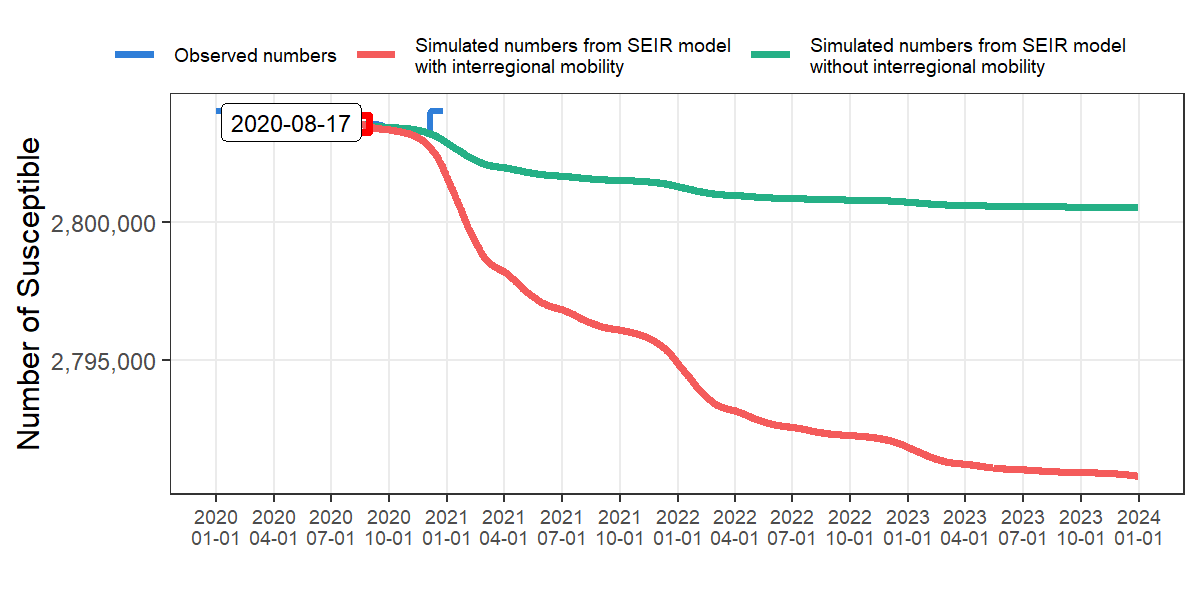 Observed numbers
Simulated numbers from SEIR model
with interregional mobility
Simulated numbers from SEIR model
without interregional mobility
Number of Susceptible
2020-08-17
2,800,000
2,795,000
2020 2020 2020 2020 2021 2021 2021 2021 2022 2022 2022 2022 2023 2023 2023 2023 2024
01-01 04-01 07-01 10-01 01-01 04-01 07-01 10-01 01-01 04-01 07-01 10-01 01-01 04-01 07-01 10-01 01-01